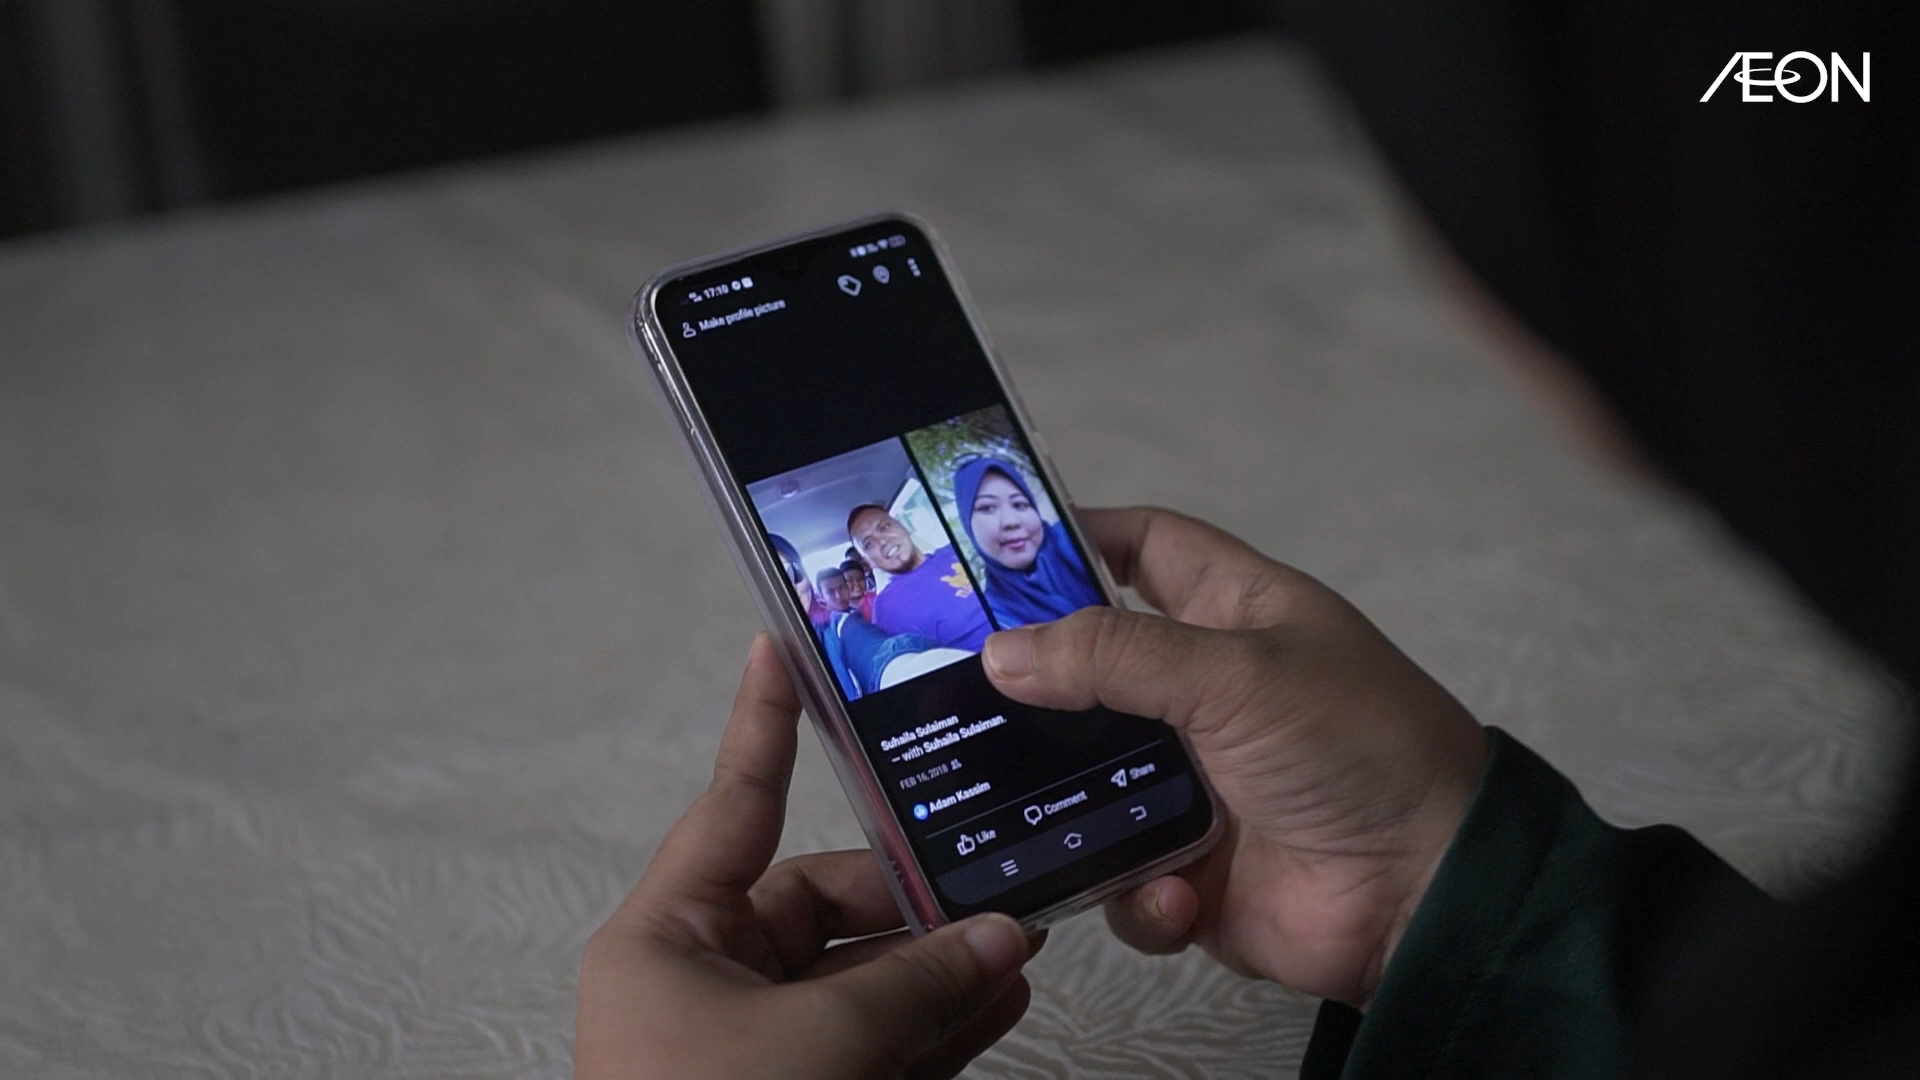 ÆON
17:10
Make profile picture
Suhaila Sulaiman
— with Suhaila Sulaiman.
FEB 16, 2018
Adam Kassim
Like
Comment
Share